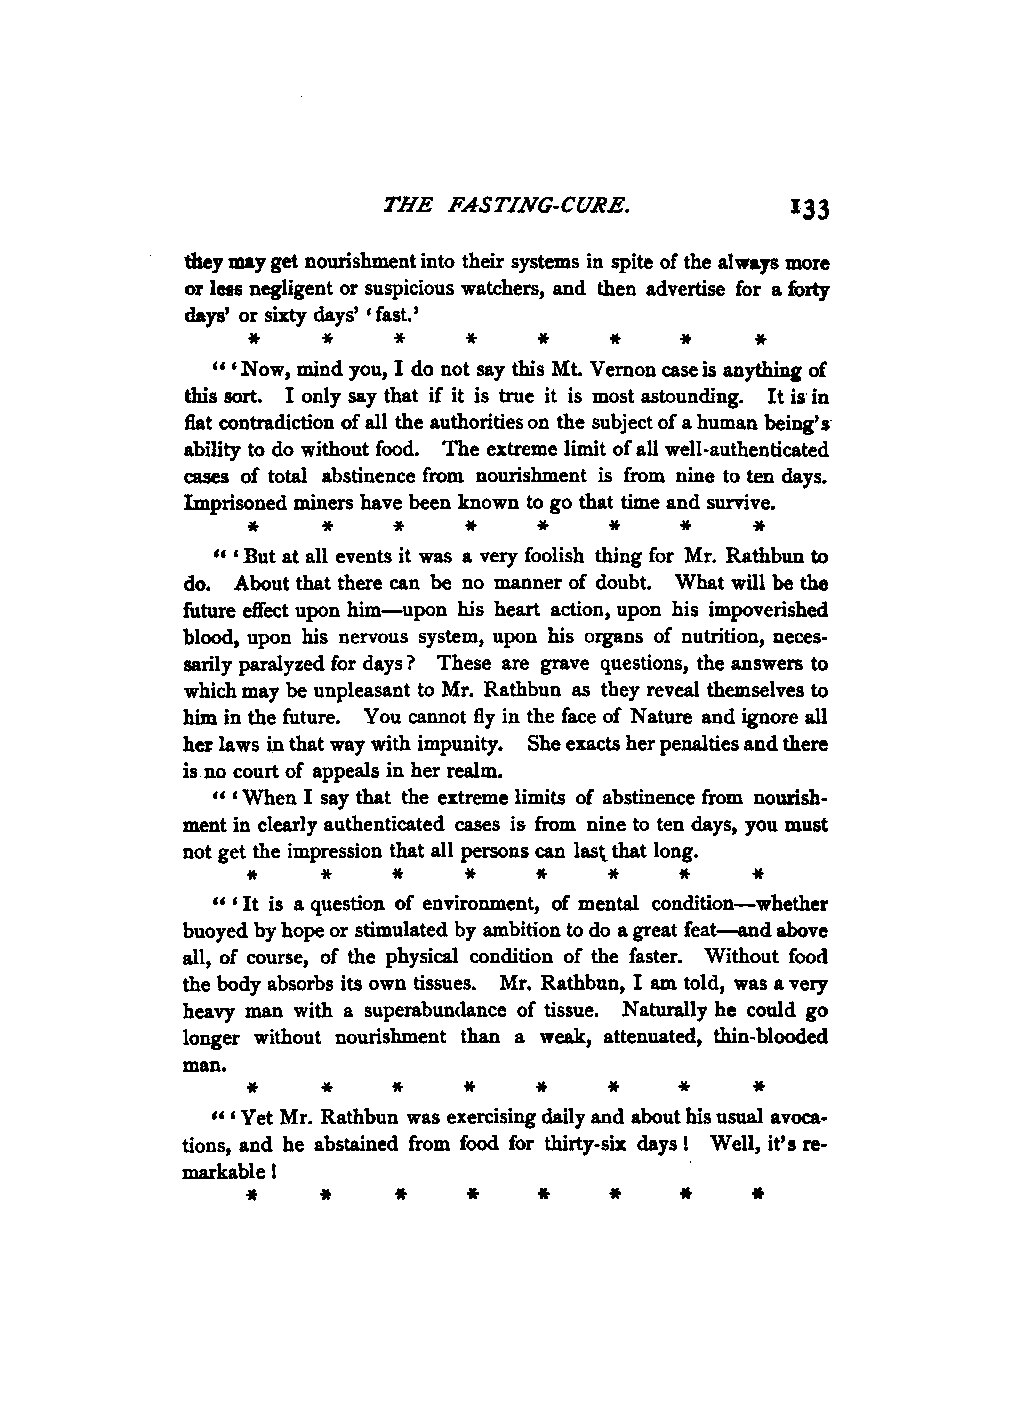 THE FASTING-CURE. 133
they may get nourishment into their systems in spite of the always more
or less negligent or suspicious watchers, and then advertise for a forty
days' or sixty days' ‘fast.’
* * * * * * * *
“‘Now, mind you, I do not say this Mt. Vernon case is anything of
this sort. I only say that if it is true it is most astounding. It is in
flat contradiction of all the authorities on the subject of a human being's
ability to do without food. The extreme limit of all well-authenticated
cases of total abstinence from nourishment is from nine to ten days.
Imprisoned miners have been known to go that time and survive.
* * * * * * * *
“‘But at all events it was a very foolish thing for Mr. Rathbun to
do. About that there can be no manner of doubt. What will be the
future effect upon him—upon his heart action, upon his impoverished
blood, upon his nervous system, upon his organs of nutrition, neces-
sarily paralyzed for days? These are grave questions, the answers to
which may be unpleasant to Mr. Rathbun as they reveal themselves to
him in the future. You cannot fly in the face of Nature and ignore all
her laws in that way with impunity. She exacts her penalties and there
is no court of appeals in her realm.
“‘When I say that the extreme limits of abstinence from nourish-
ment in clearly authenticated cases is from nine to ten days, you must
not get the impression that all persons can last that long.
* * * * * * * *
“‘It is a question of environment, of mental condition—whether
buoyed by hope or stimulated by ambition to do a great feat—and above
all, of course, of the physical condition of the faster. Without food
the body absorbs its own tissues. Mr. Rathbun, I am told, was a very
heavy man with a superabundance of tissue. Naturally he could go
longer without nourishment than a weak, attenuated, thin-blooded
man.
* * * * * * * *
“‘Yet Mr. Rathbun was exercising daily and about his usual avoca-
tions, and he abstained from food for thirty-six days! Well, it's re-
markable!
* * * * * * * *